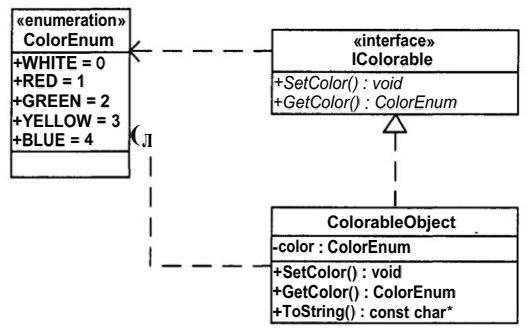 «enumeration»
ColorEnum
+WHITE = 0
+RED = 1
+GREEN = 2
+YELLOW = 3
+BLUE = 4
(л
«interface»
IColorable
+SetColor() : void
+GetColor() : ColorEnum
ColorableObject
-color : ColorEnum
+SetColor() : void
+GetColor() : ColorEnum
+ToString() : const char*